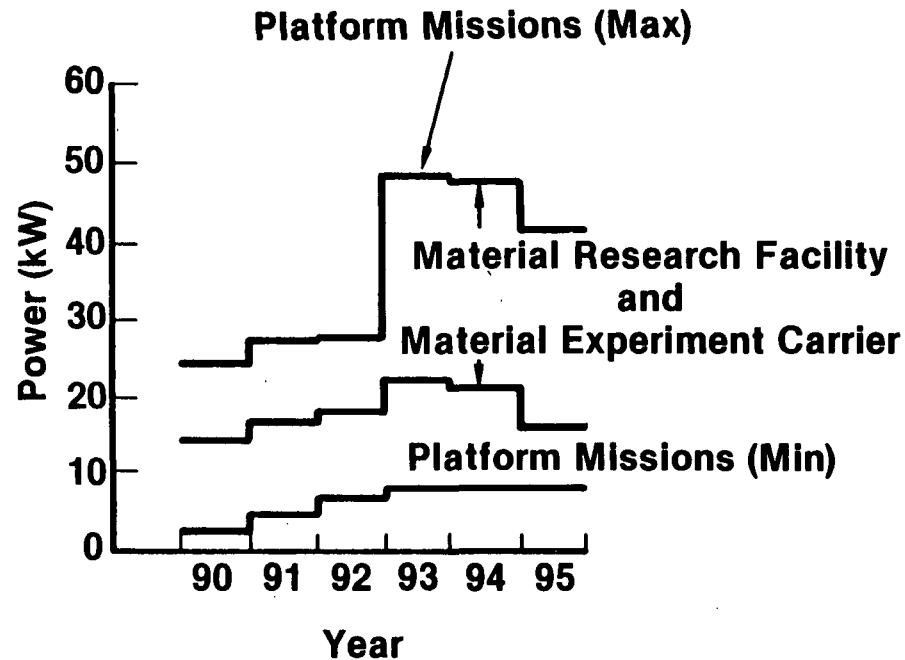 Platform Missions (Max)
60
50
40
30
20
10
0
Power (kW)
Material Research Facility
and
Material Experiment Carrier
Platform Missions (Min)
90 91 92 93 94 95
Year